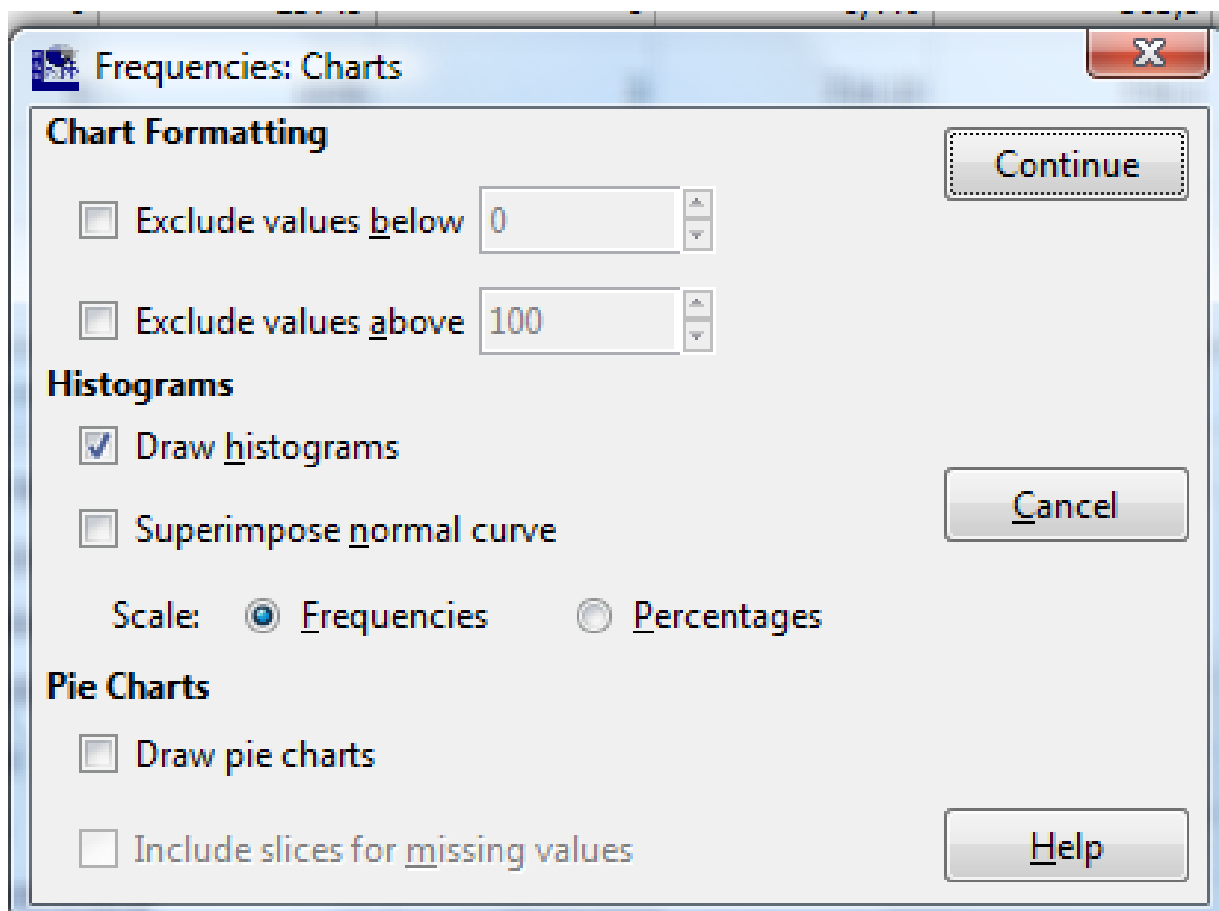 Frequencies: Charts
Chart Formatting
Continue
Exclude values below 0
Exclude values above 100
Histograms
Draw histograms
Cancel
Superimpose normal curve
Scale: Frequencies Percentages
Pie Charts
Draw pie charts
Include slices for missing values
Help